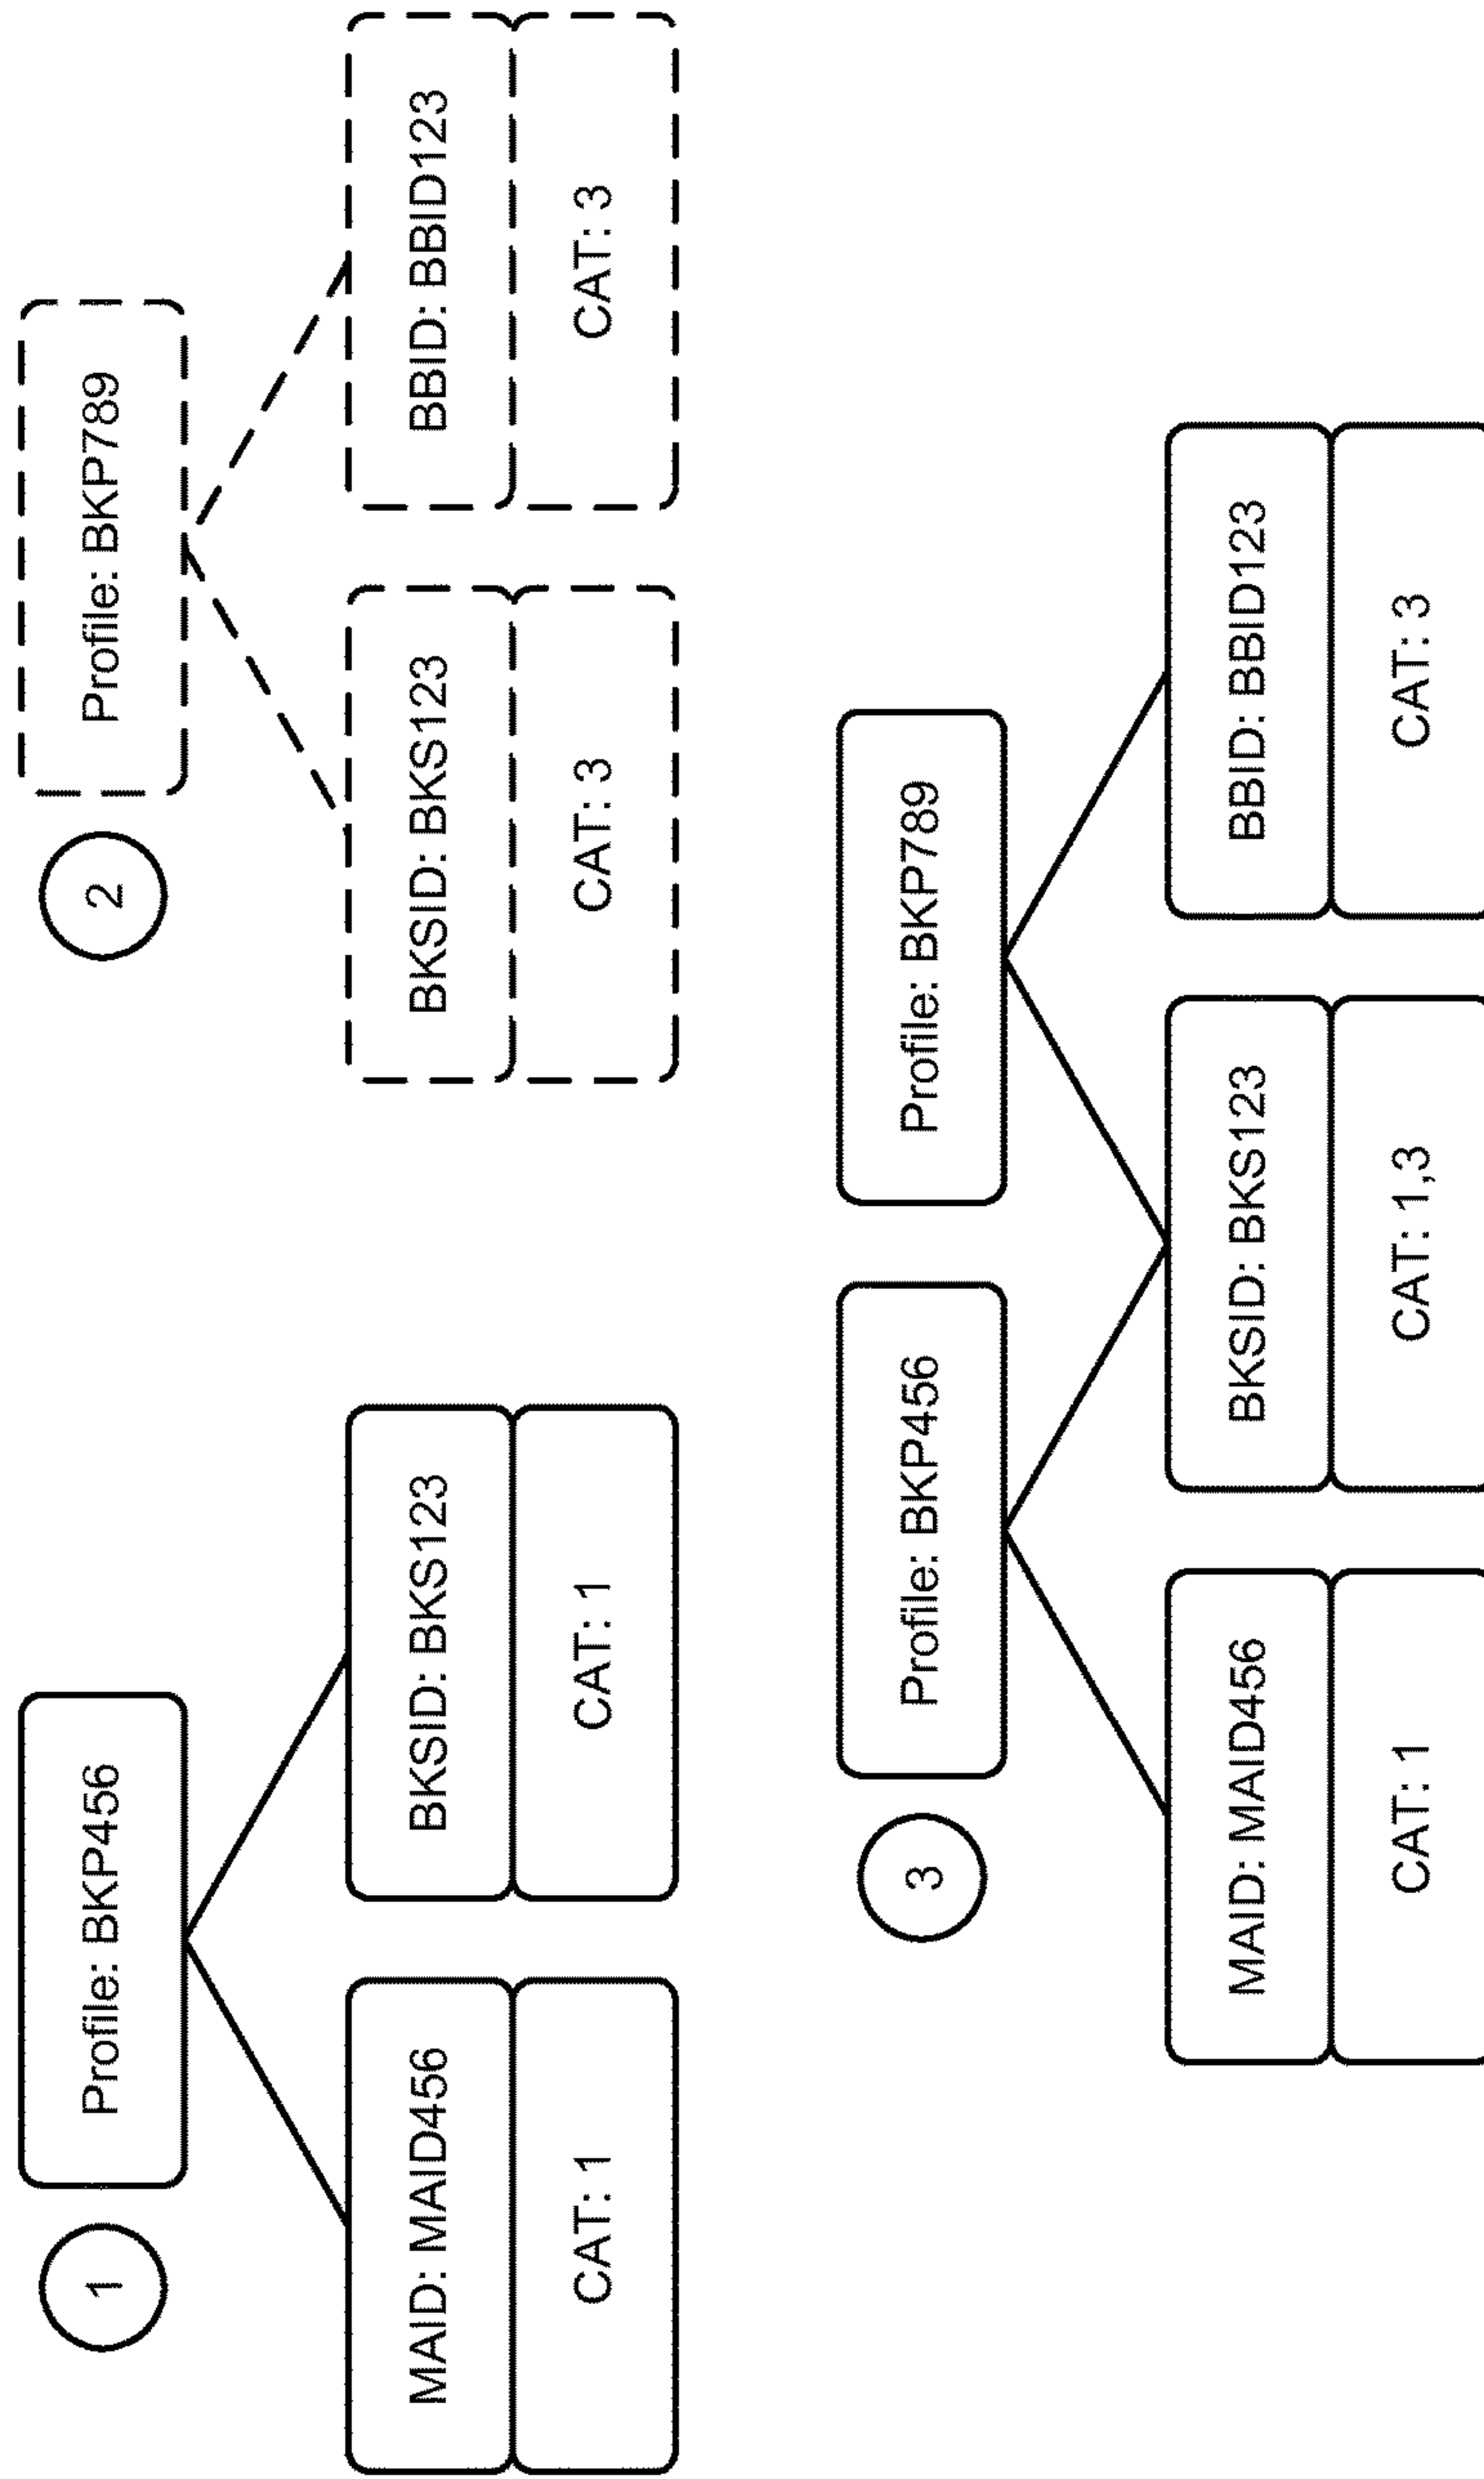 1
Profile: BKP456
MAID: MAID456
CAT: 1
BKSID: BKS123
CAT: 1
2
Profile: BKP789
BKSID: BKS123
CAT: 3
BBID: BBID123
CAT: 3
3
Profile: BKP456
Profile: BKP789
MAID: MAID456
CAT: 1
BKSID: BKS123
CAT: 1,3
BBID: BBID123
CAT: 3